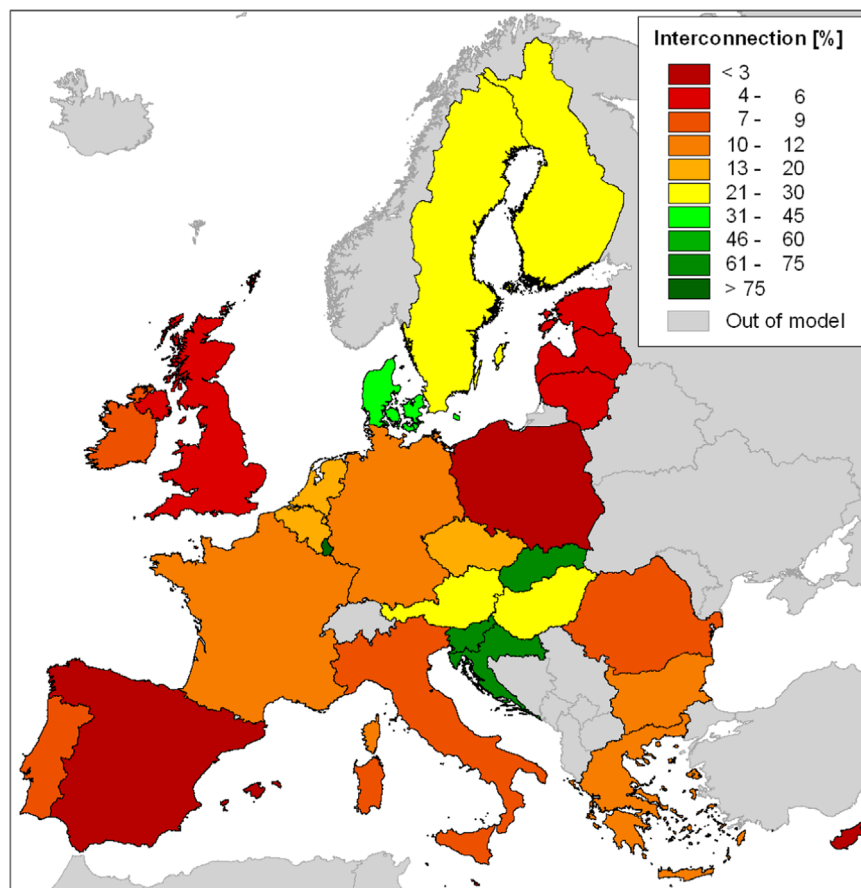 Interconnection [%]
< 3
4 - 6
7 - 9
10 - 12
13 - 20
21 - 30
31 - 45
46 - 60
61 - 75
> 75
Out of model